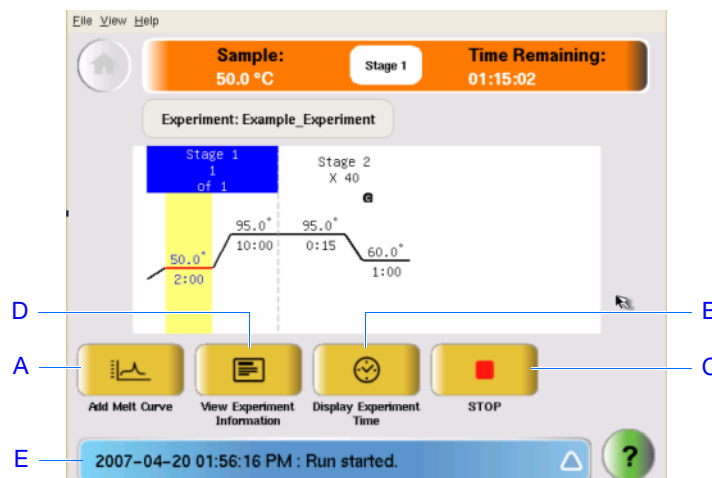 File View Help
Sample:
50.0 °C
Stage 1
Time Remaining:
01:15:02
Experiment: Example_Experiment
Stage 1
1
of 1
Stage 2
X 40
G
50.0°
2:00
95.0°
10:00
95.0°
0:15
60.0°
1:00
D
A
Add Melt Curve
View Experiment
Information
Display Experiment
Time
STOP
E
2007-04-20 01:56:16 PM : Run started.
?